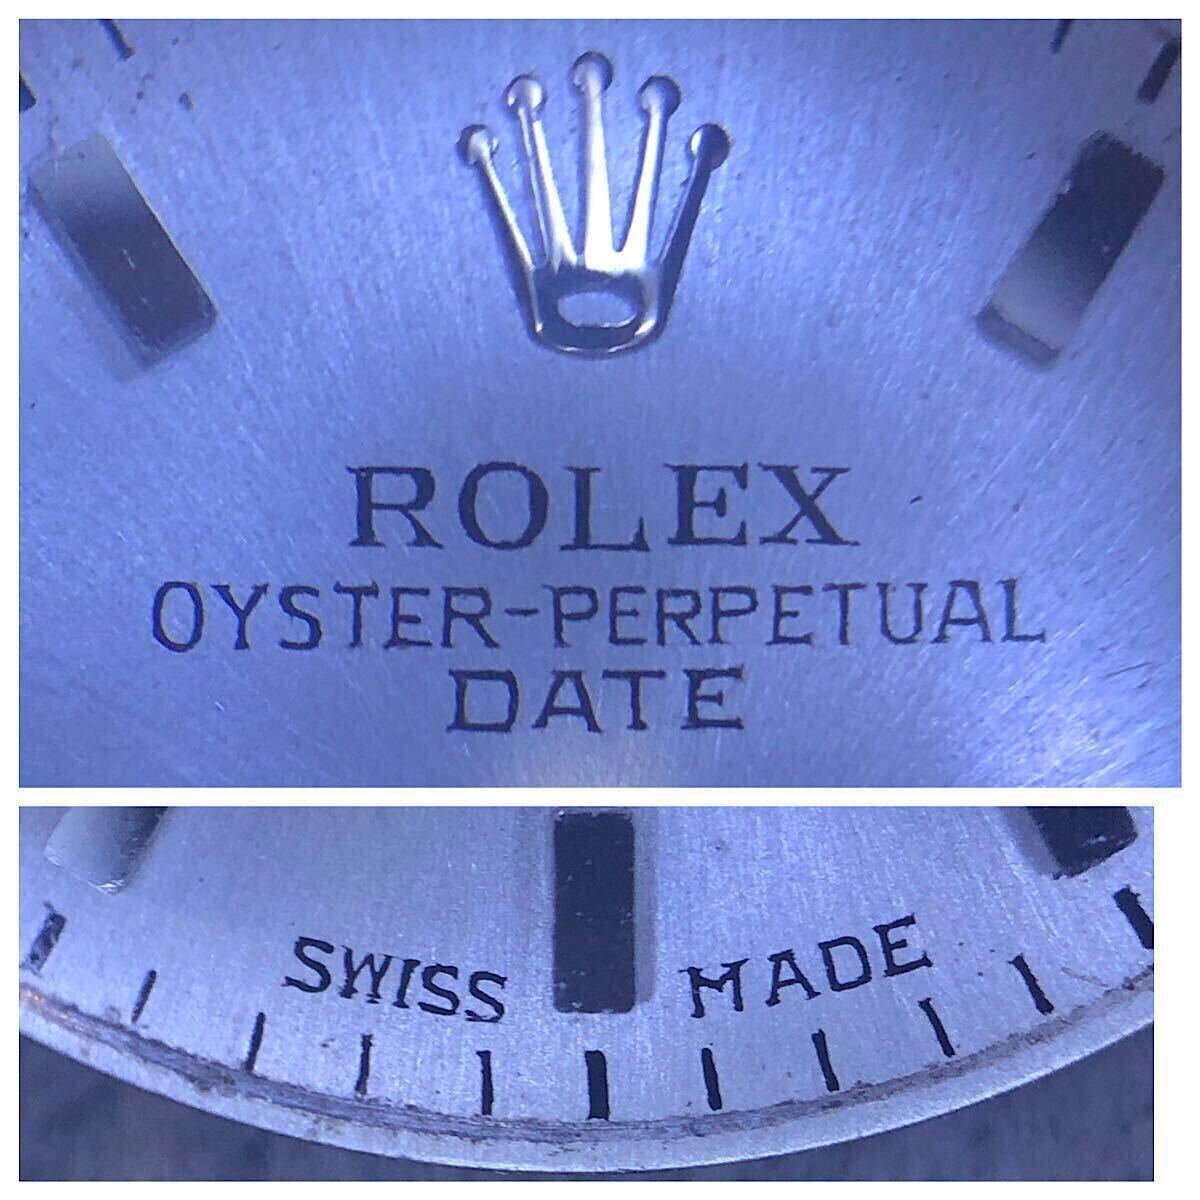 ROLEX
OYSTER-PERPETUAL
DATE
SWISS MADE